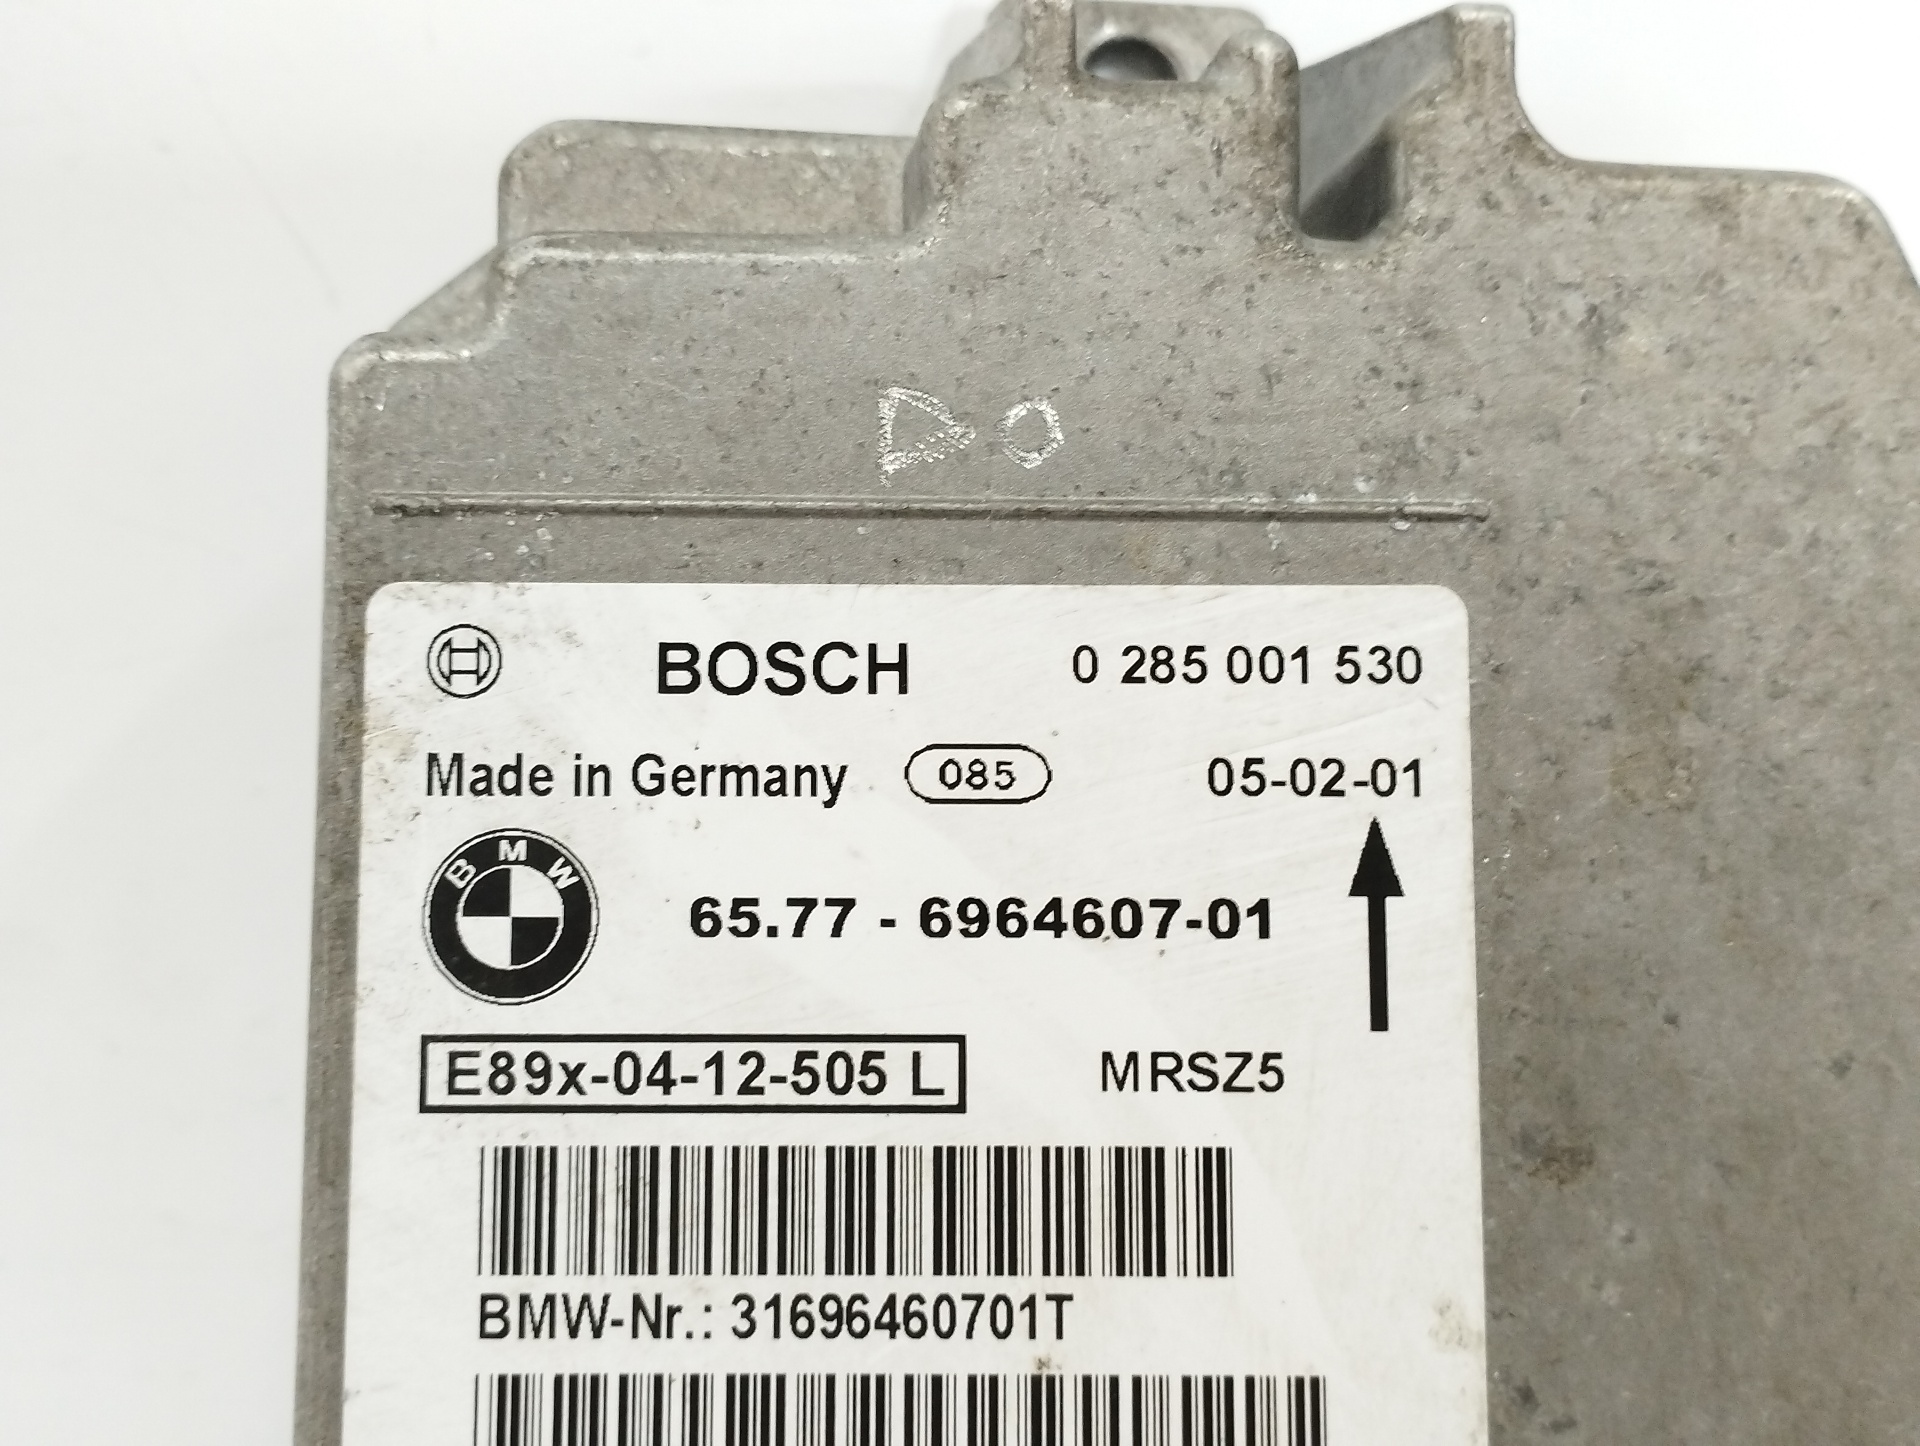 DO
BOSCH 0 285 001 530
Made in Germany 085 05-02-01
BMW 65.77 - 6964607-01
E89x-04-12-505 L MRSZ5
BMW-Nr.: 31696460701T